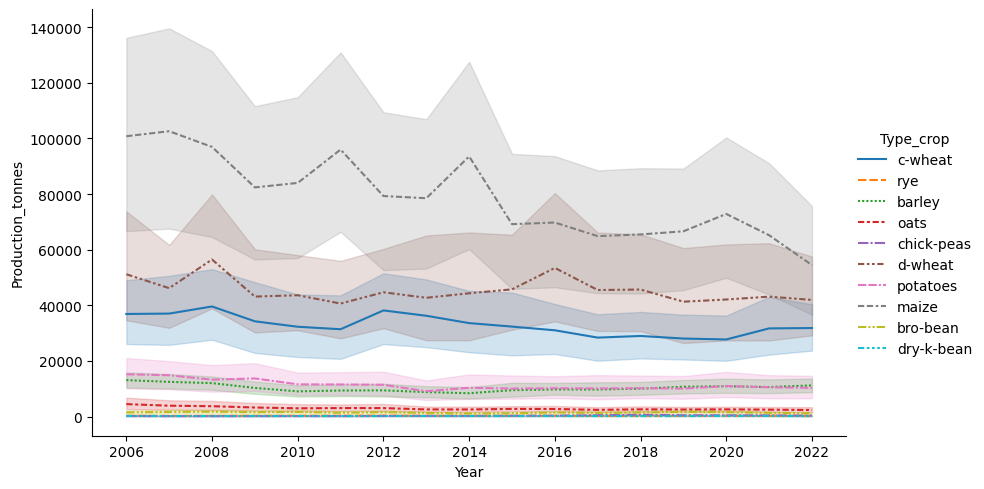 140000
120000
100000
80000
60000
40000
20000
0
Production_tonnes
2006
2008
2010
2012
2014
2016
2018
2020
2022
Year
Type_crop
c-wheat
rye
barley
oats
chick-peas
d-wheat
potatoes
maize
bro-bean
dry-k-bean